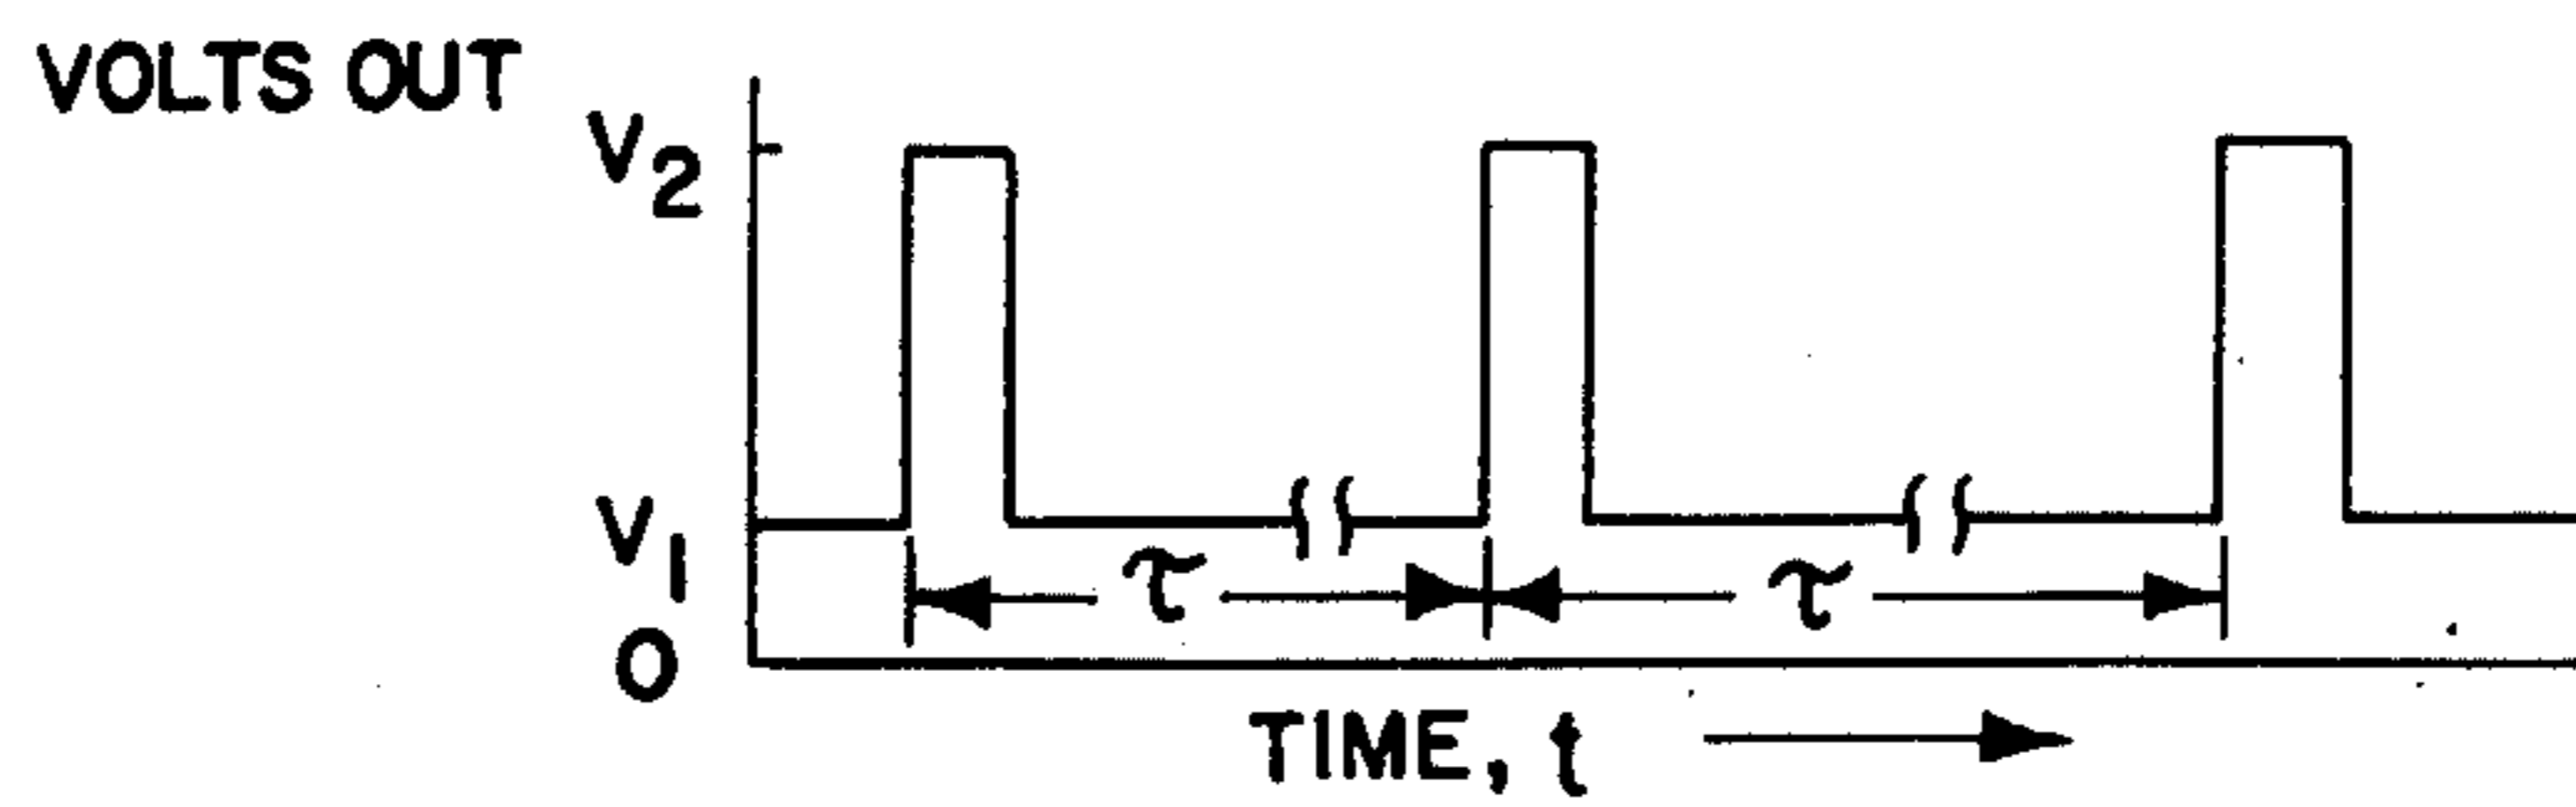 VOLTS OUT
V2
V1
τ τ
0
TIME, t